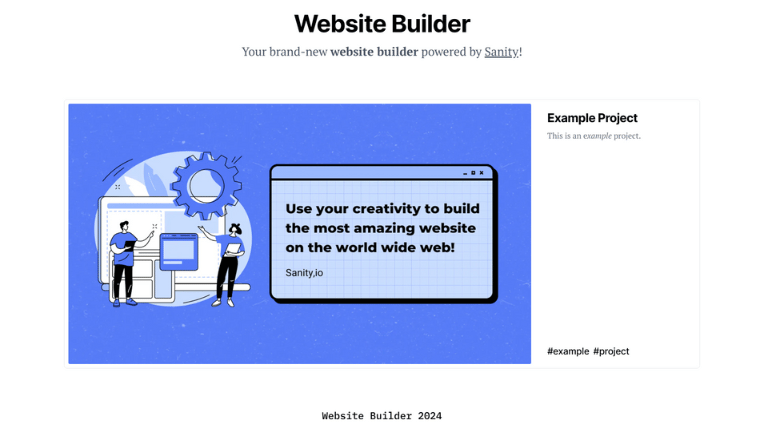 Website Builder
Your brand-new website builder powered by Sanity!
Use your creativity to build
the most amazing website
on the world wide web!
Sanity,io
Example Project
This is an example project.
#example #project
Website Builder 2024